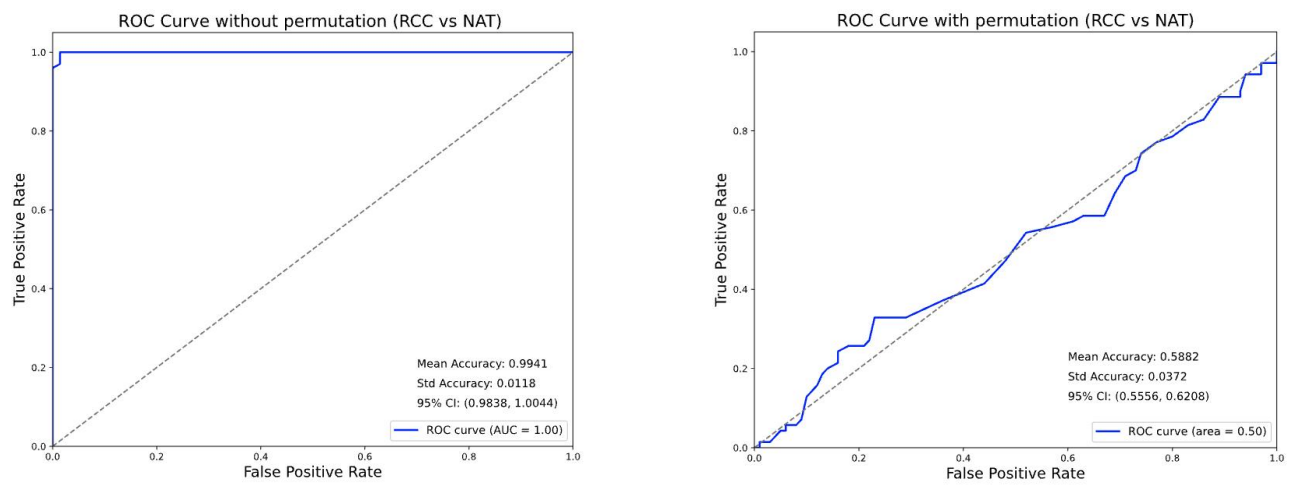 ROC Curve without permutation (RCC vs NAT)
True Positive Rate
1.0
0.8
0.6
0.4
0.2
0.0
Mean Accuracy: 0.9941
Std Accuracy: 0.0118
95% CI: (0.9838, 1.0044)
ROC curve (AUC = 1.00)
0.0 0.2 0.4 0.6 0.8 1.0
False Positive Rate
ROC Curve with permutation (RCC vs NAT)
True Positive Rate
1.0
0.8
0.6
0.4
0.2
0.0
Mean Accuracy: 0.5882
Std Accuracy: 0.0372
95% CI: (0.5556, 0.6208)
ROC curve (area = 0.50)
0.0 0.2 0.4 0.6 0.8 1.0
False Positive Rate